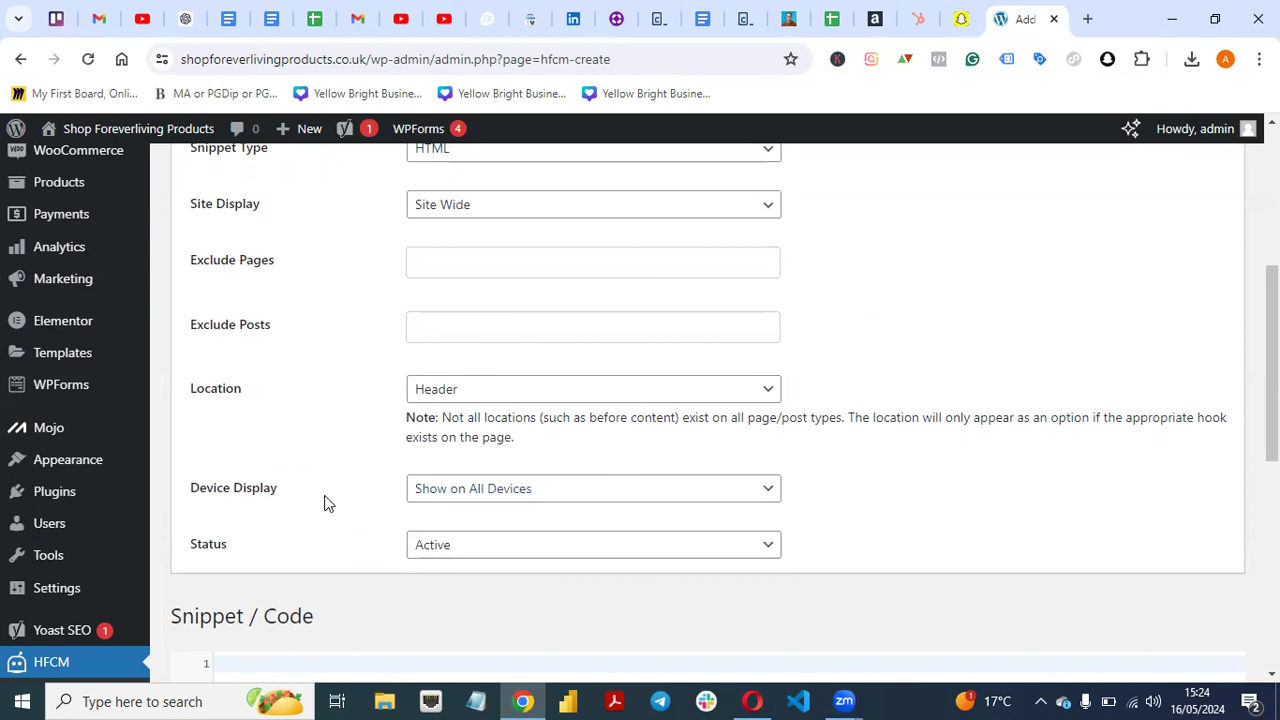 Add
shopforeverlivingproducts.co.uk/wp-admin/admin.php?page=hfcm-create
A
My First Board, Onli...
MA or PGDip or PG...
Yellow Bright Busine...
Yellow Bright Busine...
Yellow Bright Busine...
Shop Foreverliving Products
0
New
1
WPForms 4
Howdy, admin
WooCommerce
Products
Payments
Analytics
Marketing
Elementor
Templates
WPForms
Mojo
Appearance
Plugins
Users
Tools
Settings
Yoast SEO 1
HFCM
Snippet Type
HTML
Site Display
Site Wide
Exclude Pages
Exclude Posts
Location
Header
Note: Not all locations (such as before content) exist on all page/post types. The location will only appear as an option if the appropriate hook
exists on the page.
Device Display
Show on All Devices
Status
Active
Snippet / Code
1
Type here to search
1
17°C
15:24
16/05/2024
2